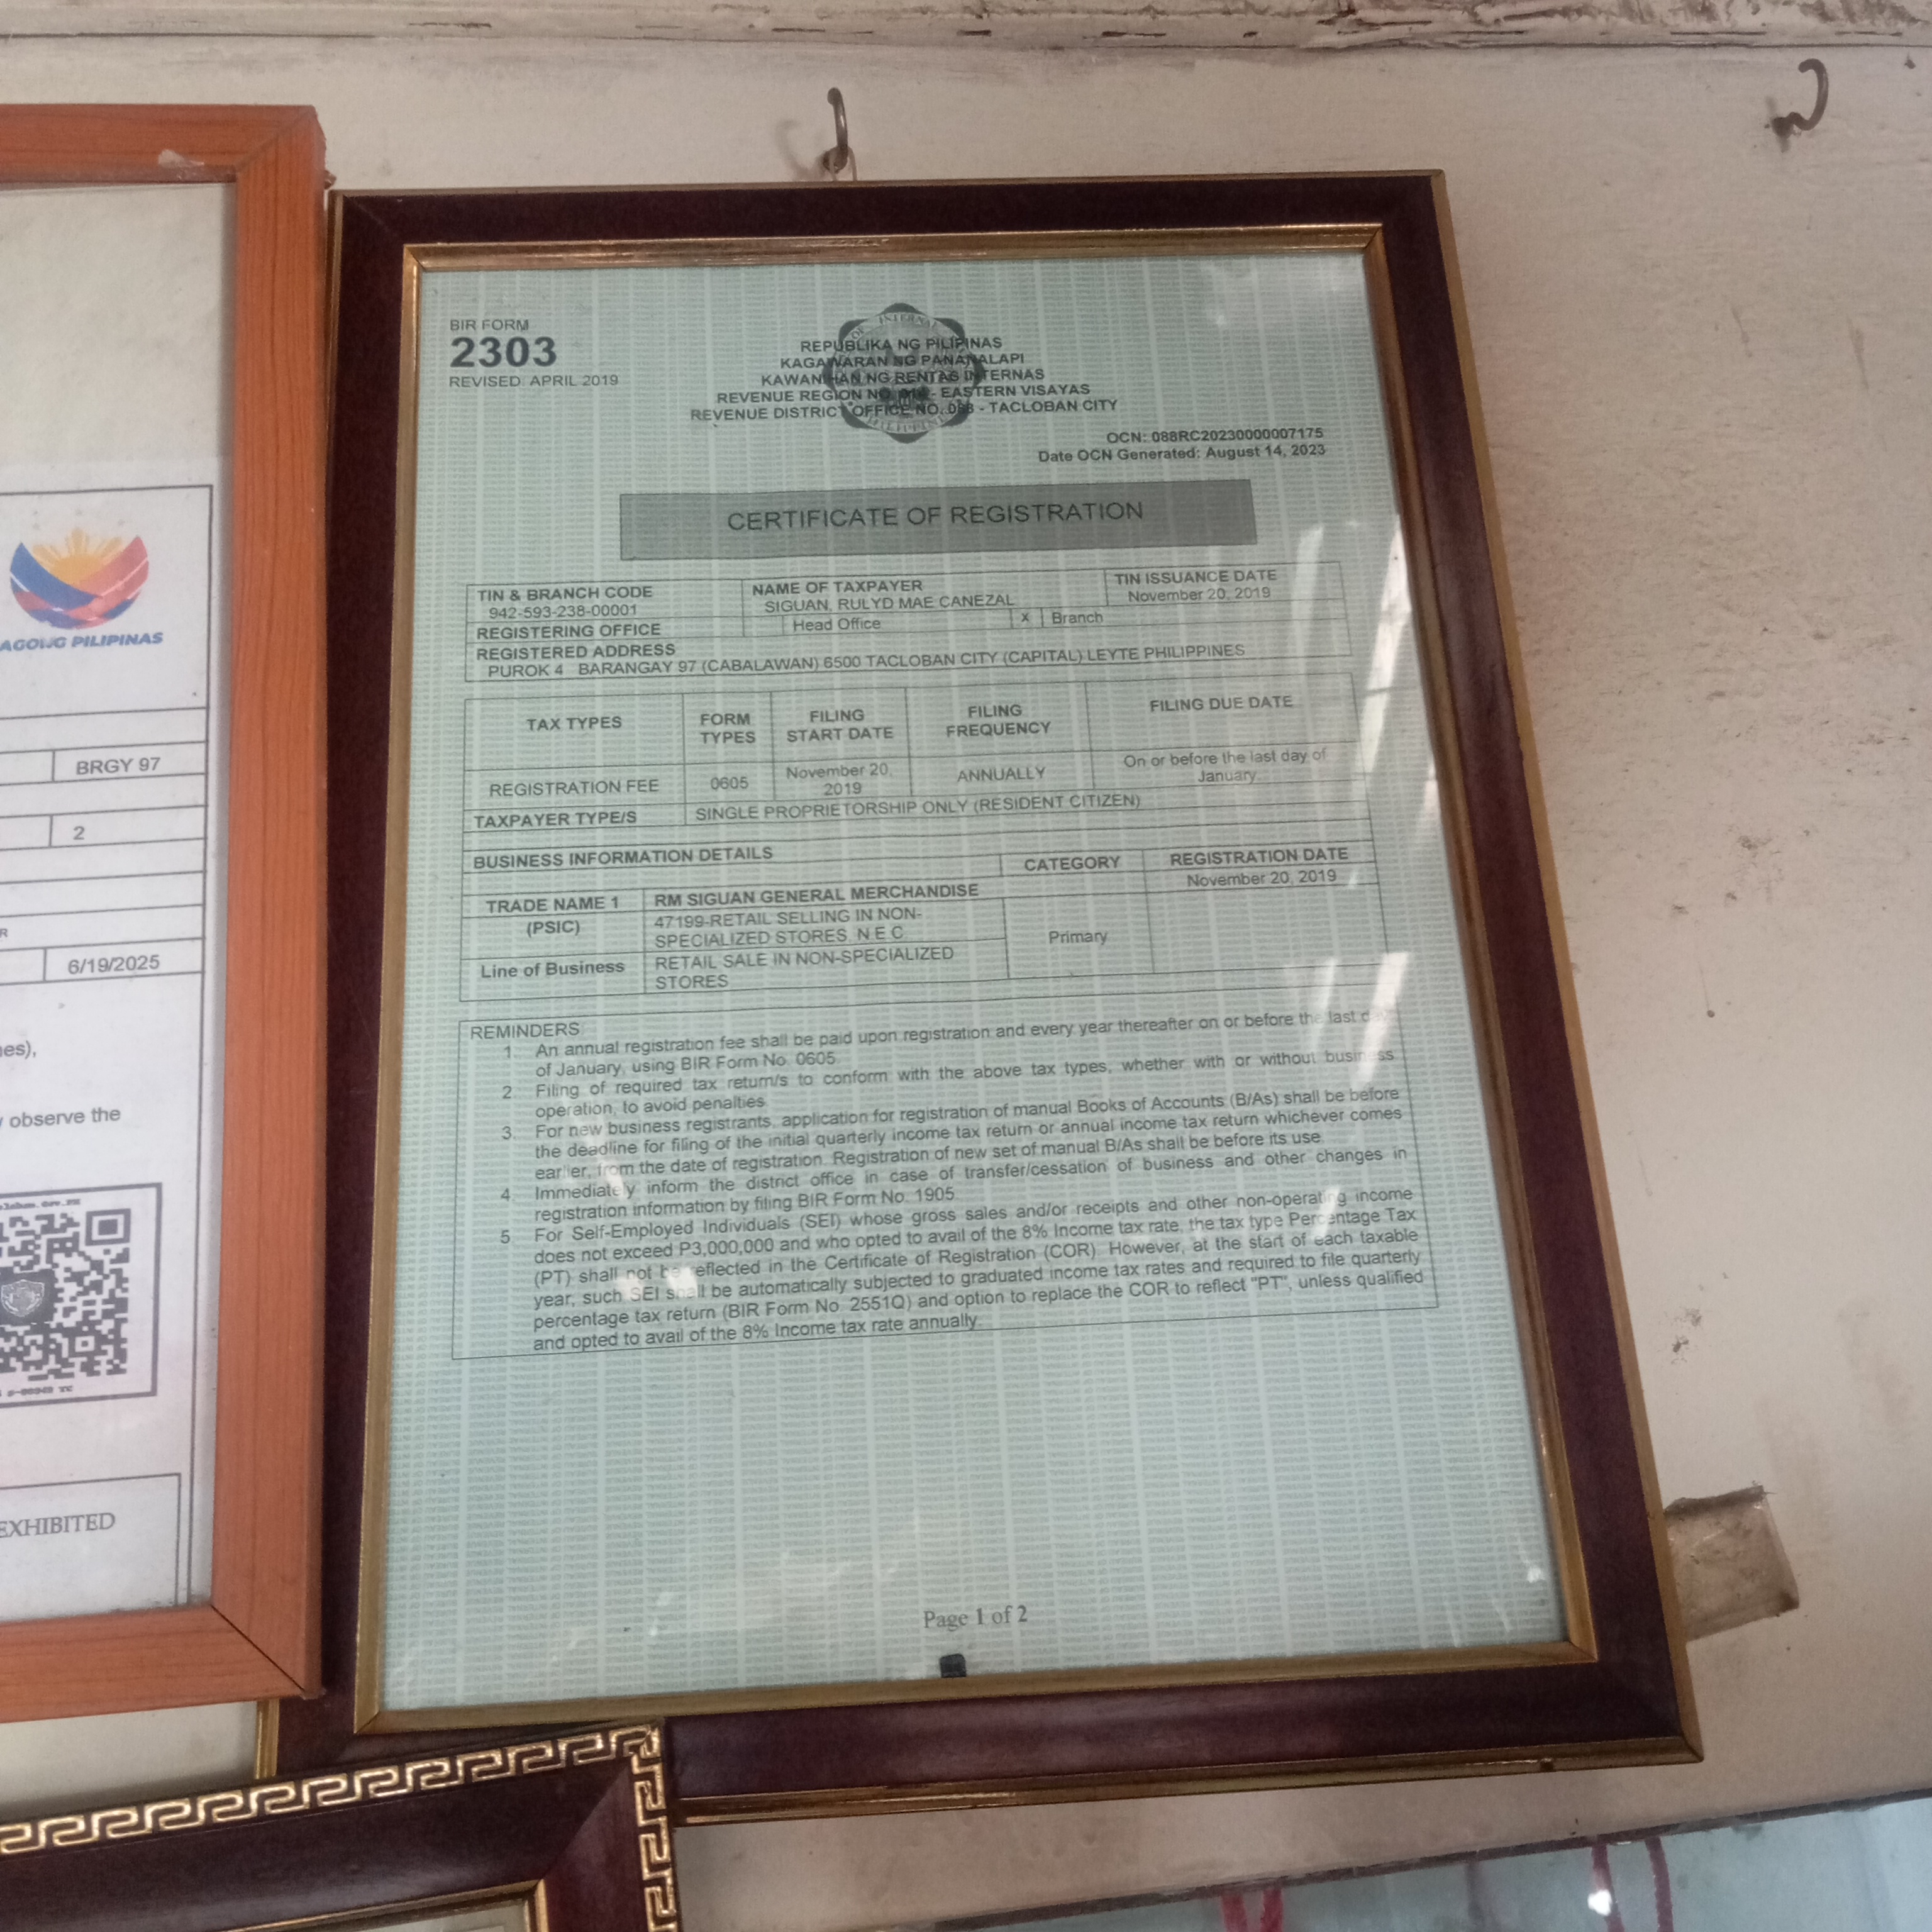 BIR FORM
2303
REVISED: APRIL 2019
REPUBLIKA NG PILIPINAS
KAGAWARAN NG PANANALAPI
KAWANIHAN NG RENTAS INTERNAS
REVENUE REGION NO. - EASTERN VISAYAS
REVENUE DISTRICT OFFICE NO. 088 - TACLOBAN CITY
OCN: 088RC20230000007175
Date OCN Generated: August 14, 2023
CERTIFICATE OF REGISTRATION
TIN & BRANCH CODE NAME OF TAXPAYER TIN ISSUANCE DATE
942-593-238-00001 SIGUAN, RULYD MAE CANEZAL November 20, 2019
REGISTERING OFFICE Head Office x Branch
REGISTERED ADDRESS
PUROK 4 BARANGAY 97 (CABALAWAN) 6500 TACLOBAN CITY (CAPITAL) LEYTE PHILIPPINES
TAX TYPES FORM TYPES FILING START DATE FILING FREQUENCY FILING DUE DATE
REGISTRATION FEE 0605 November 20, 2019 ANNUALLY On or before the last day of January
TAXPAYER TYPE/S SINGLE PROPRIETORSHIP ONLY (RESIDENT CITIZEN)
BUSINESS INFORMATION DETAILS CATEGORY REGISTRATION DATE
TRADE NAME 1 RM SIGUAN GENERAL MERCHANDISE November 20, 2019
(PSIC) 47199-RETAIL SELLING IN NON-
SPECIALIZED STORES, N E C Primary
Line of Business RETAIL SALE IN NON-SPECIALIZED
STORES
REMINDERS:
1. An annual registration fee shall be paid upon registration and every year thereafter on or before the last day
of January, using BIR Form No. 0605.
2. Filing of required tax return/s to conform with the above tax types, whether with or without business
operation, to avoid penalties.
3. For new business registrants, application for registration of manual Books of Accounts (B/As) shall be before
the deadline for filing of the initial quarterly income tax return or annual income tax return whichever comes
earlier, from the date of registration. Registration of new set of manual B/As shall be before its use.
4. Immediately inform the district office in case of transfer/cessation of business and other changes in
registration information by filing BIR Form No. 1905
5. For Self-Employed Individuals (SEI) whose gross sales and/or receipts and other non-operating income
does not exceed P3,000,000 and who opted to avail of the 8% Income tax rate, the tax type Percentage Tax
(PT) shall not be reflected in the Certificate of Registration (COR). However, at the start of each taxable
year, such SEI shall be automatically subjected to graduated income tax rates and required to file quarterly
percentage tax return (BIR Form No. 2551Q) and option to replace the COR to reflect "PT", unless qualified
and opted to avail of the 8% Income tax rate annually.
Page 1 of 2
AGONG PILIPINAS
BRGY 97
2
R
6/19/2025
nes),
y observe the
EXHIBITED